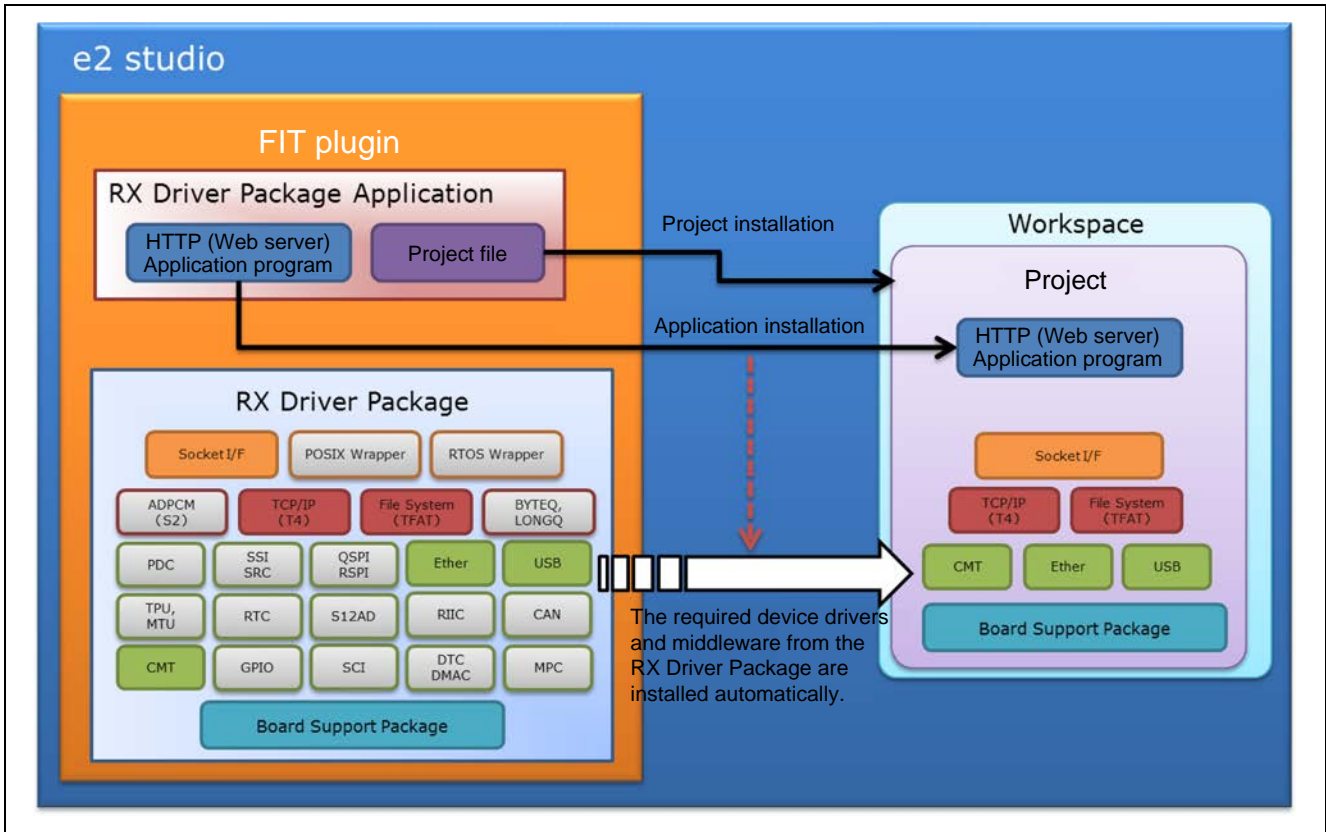 e2 studio
FIT plugin
RX Driver Package Application
HTTP (Web server)
Application program
Project file
Project installation
Application installation
Workspace
Project
HTTP (Web server)
Application program
RX Driver Package
Socket I/F
POSIX Wrapper
RTOS Wrapper
ADPCM
(S2)
TCP/IP
(T4)
File System
(TFAT)
BYTEQ,
LONGQ
PDC
SSI
SRC
QSPI
RSPI
Ether
USB
TPU,
MTU
RTC
S12AD
RIIC
CAN
CMT
GPIO
SCI
DTC
DMAC
MPC
Board Support Package
The required device drivers
and middleware from the
RX Driver Package are
installed automatically.
Socket I/F
TCP/IP
(T4)
File System
(TFAT)
CMT
Ether
USB
Board Support Package